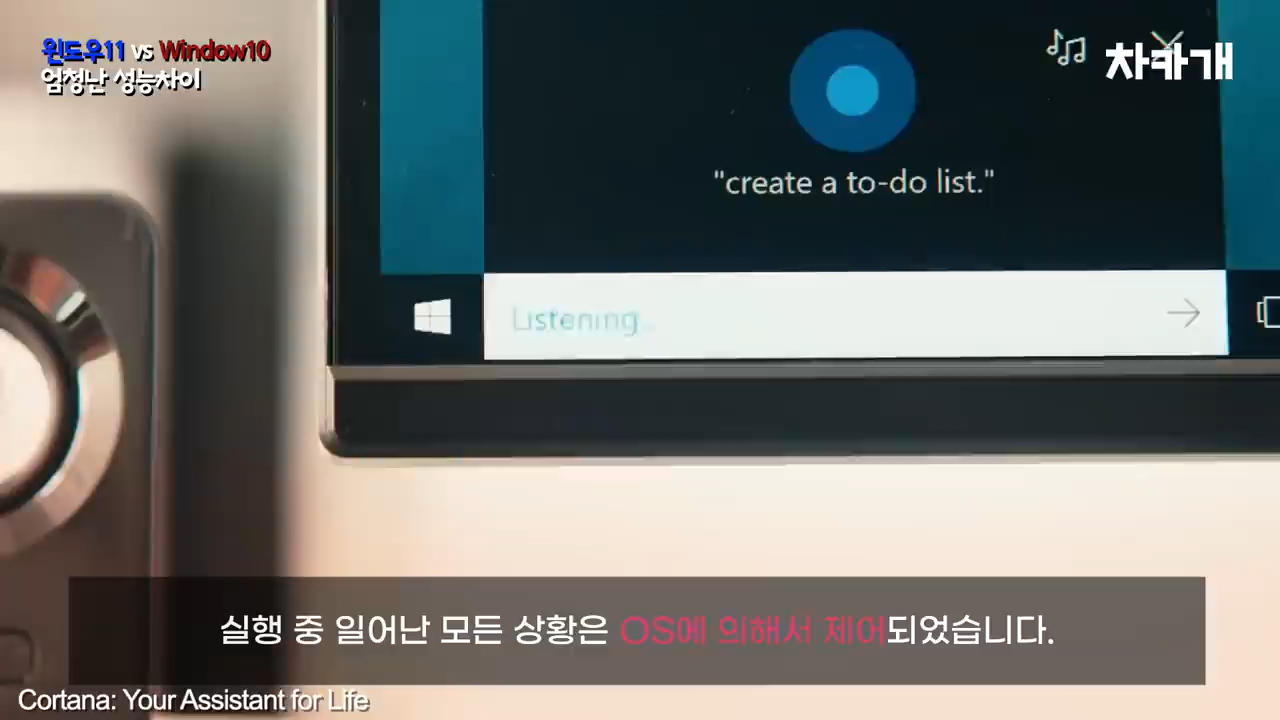 윈도우11 vs Window10
엄청난 성능차이
차카개
"create a to-do list."
Listening...
실행 중 일어난 모든 상황은 OS에 의해서 제어되었습니다.
Cortana: Your Assistant for Life